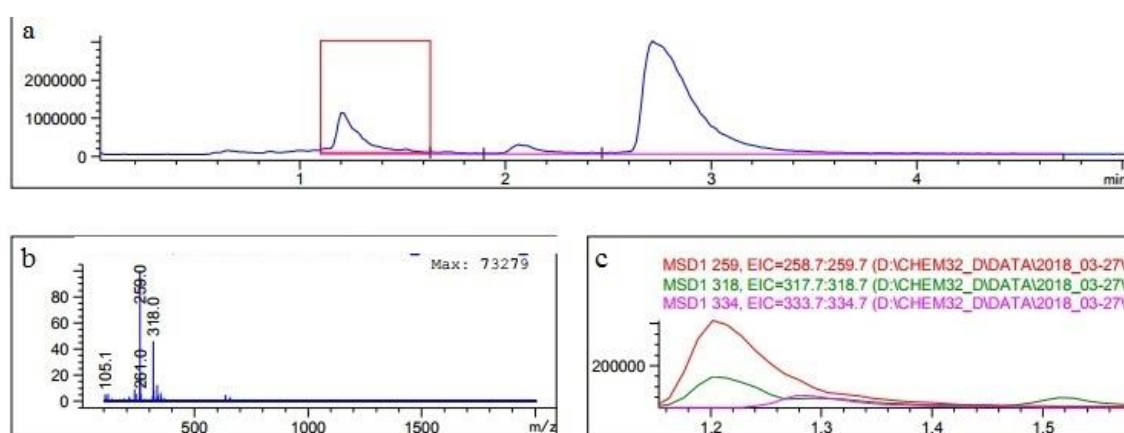 a
2000000
1000000
0
1 2 3 4 min
b
Max: 73279
80
60
40
20
0
105.1
259.0
261.0
318.0
500 1000 1500 m/z
c
MSD1 259, EIC=258.7:259.7 (D:\CHEM32_D\DATA\2018_03-27\
MSD1 318, EIC=317.7:318.7 (D:\CHEM32_D\DATA\2018_03-27\
MSD1 334, EIC=333.7:334.7 (D:\CHEM32_D\DATA\2018_03-27\
200000
1.2 1.3 1.4 1.5